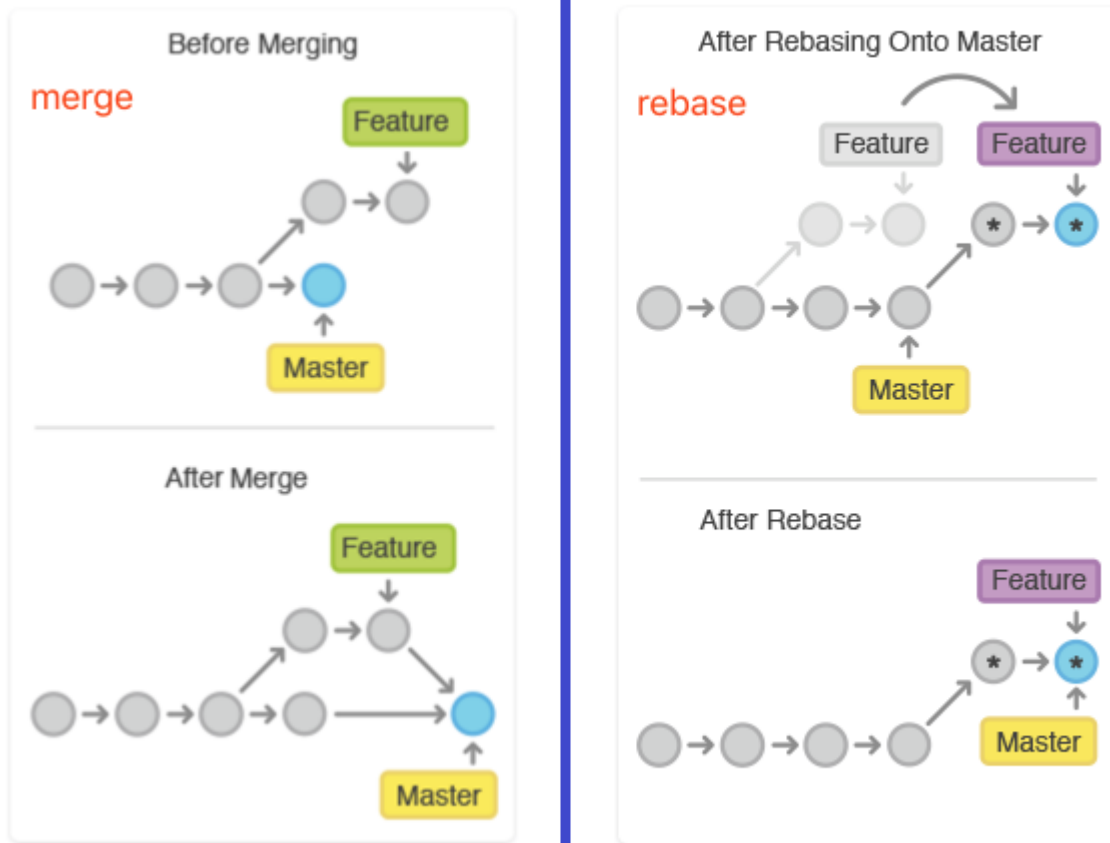 Before Merging
merge
Feature
Master
After Merge
Feature
Master
After Rebasing Onto Master
rebase
Feature
Feature
*
*
Master
After Rebase
Feature
*
*
Master